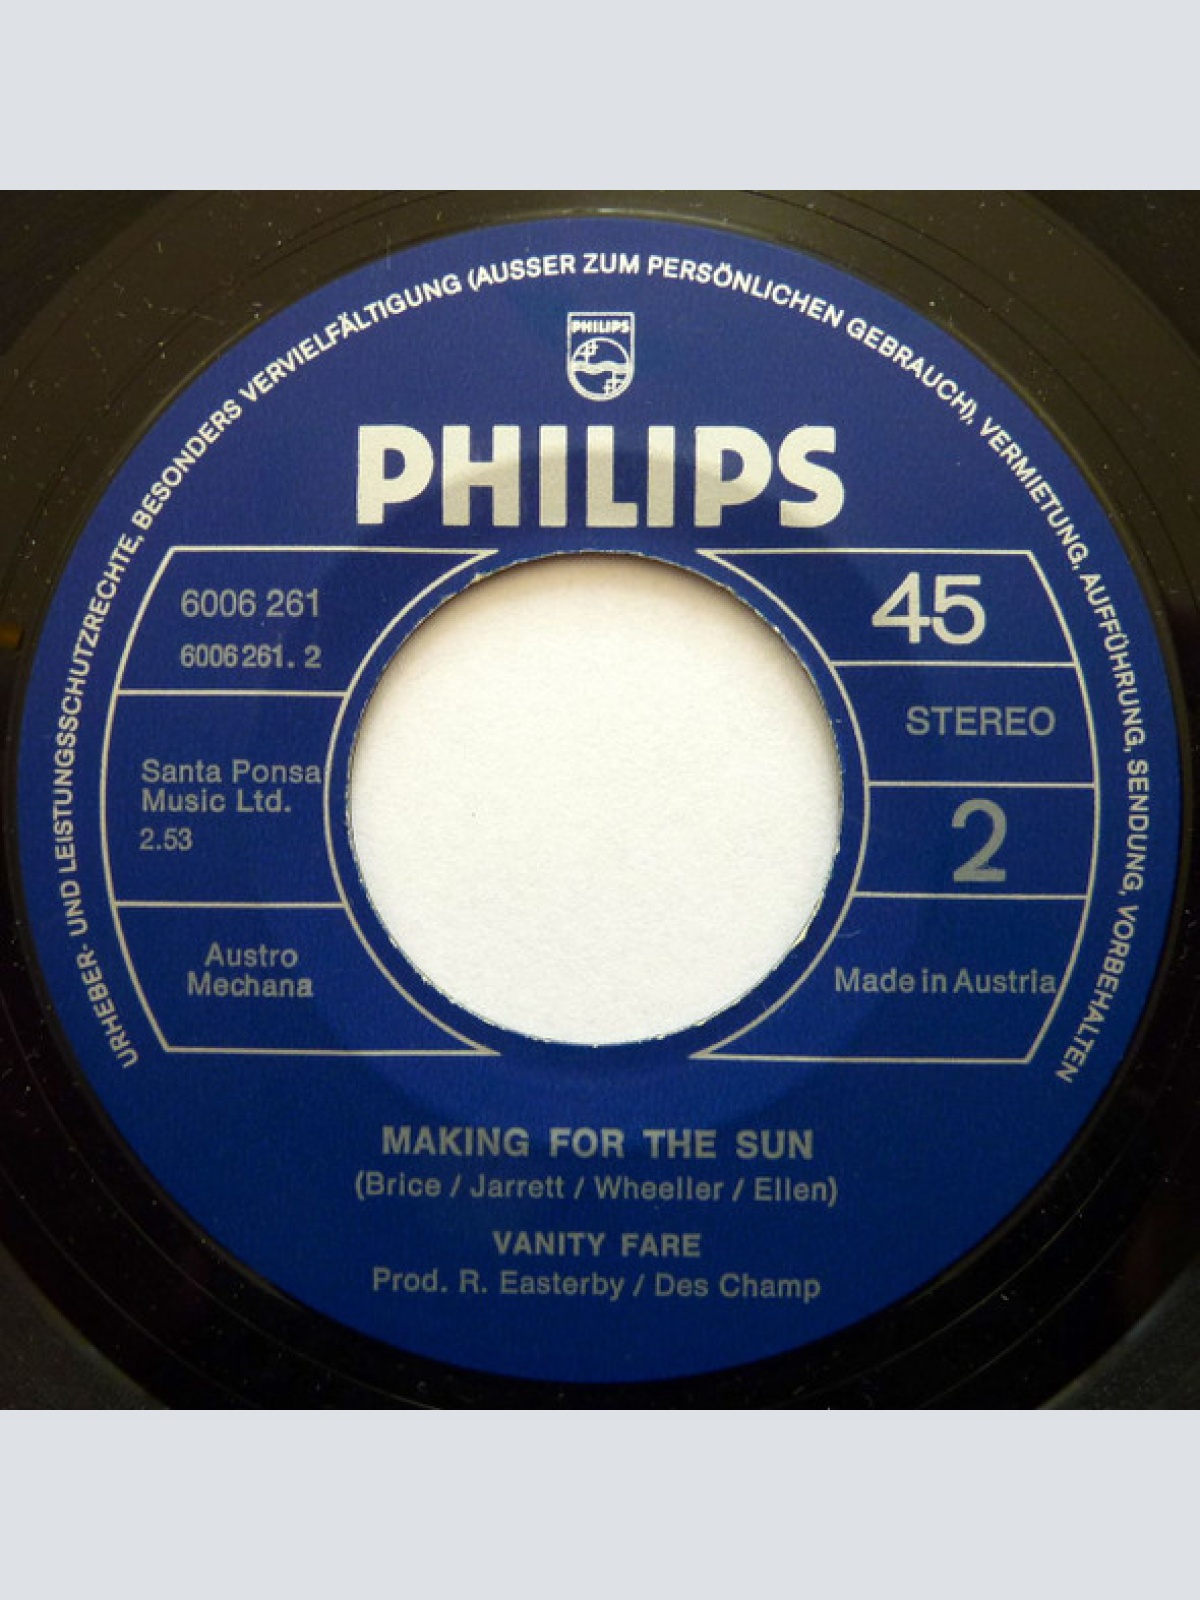 URHEBER- UND LEISTUNGSSCHUTZRECHTE, BESONDERS VERVIELFÄLTIGUNG (AUSSER ZUM PERSÖNLICHEN GEBRAUCH), VERMIETUNG, AUFFÜHRUNG, SENDUNG, VORBEHALTEN
PHILIPS
PHILIPS
6006 261
6006261. 2
Santa Ponsa
Music Ltd.
2.53
Austro
Mechana
45
STEREO
2
Made in Austria
MAKING FOR THE SUN
(Brice / Jarrett / Wheeller / Ellen)
VANITY FARE
Prod. R. Easterby / Des Champ